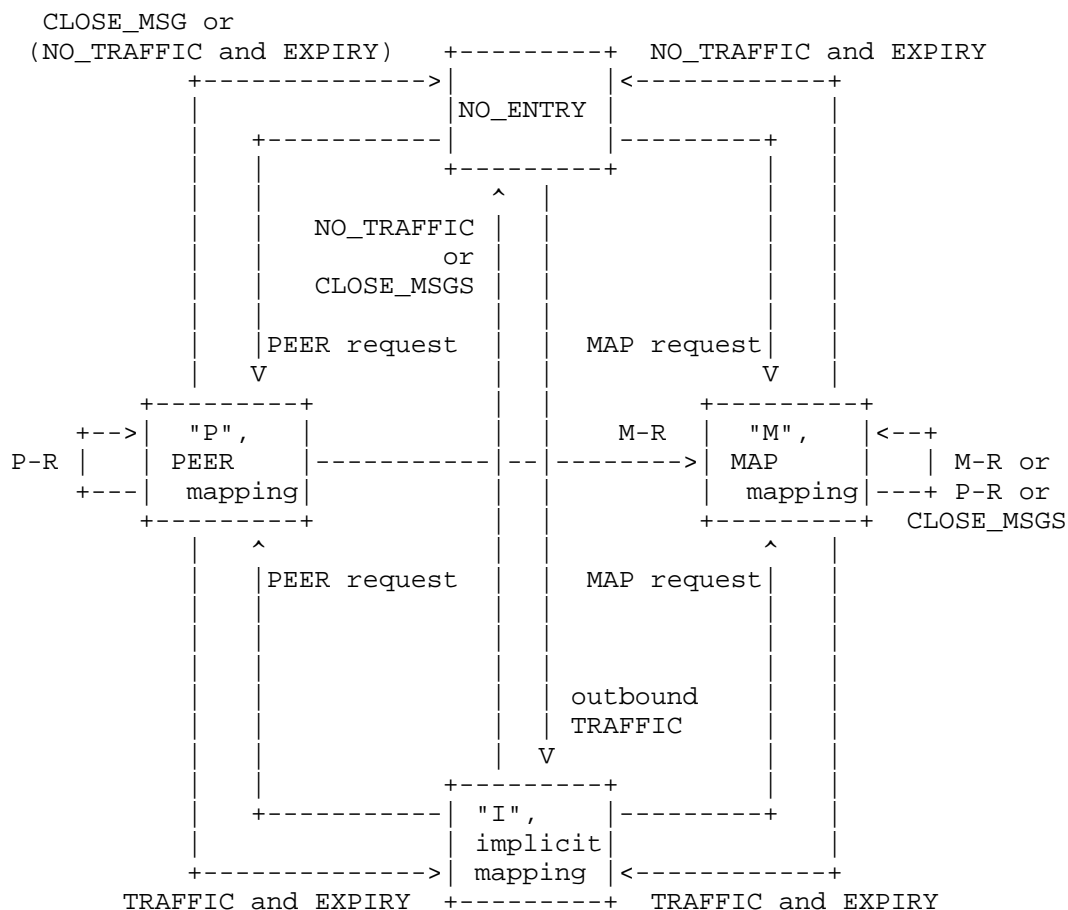 CLOSE_MSG or
(NO_TRAFFIC and EXPIRY) NO_TRAFFIC and EXPIRY
NO_ENTRY
NO_TRAFFIC
or
CLOSE_MSGS
PEER request MAP request
"P", M-R "M",
P-R PEER MAP M-R or
mapping mapping P-R or
CLOSE_MSGS
PEER request MAP request
outbound
TRAFFIC
"I",
implicit
mapping
TRAFFIC and EXPIRY TRAFFIC and EXPIRY